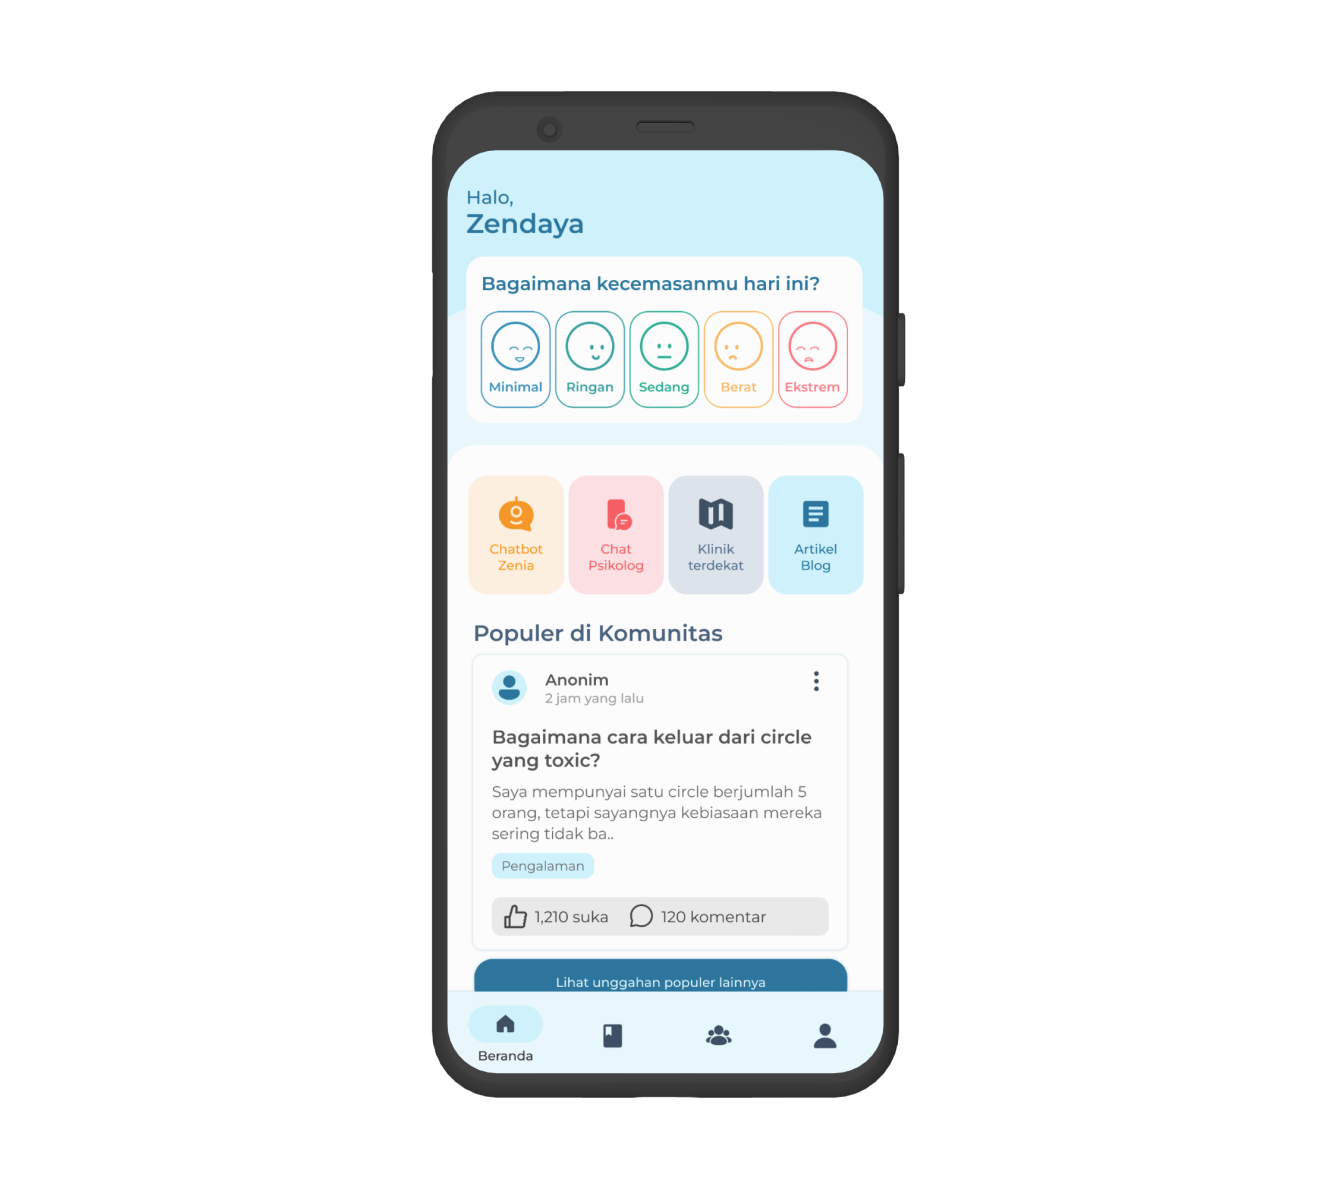 Halo,
Zendaya
Bagaimana kecemasanmu hari ini?
Minimal
Ringan
Sedang
Berat
Ekstrem
Chatbot
Zenia
Chat
Psikolog
Klinik
terdekat
Artikel
Blog
Populer di Komunitas
Anonim
2 jam yang lalu
Bagaimana cara keluar dari circle
yang toxic?
Saya mempunyai satu circle berjumlah 5
orang, tetapi sayangnya kebiasaan mereka
sering tidak ba..
Pengalaman
1,210 suka
120 komentar
Lihat unggahan populer lainnya
Beranda